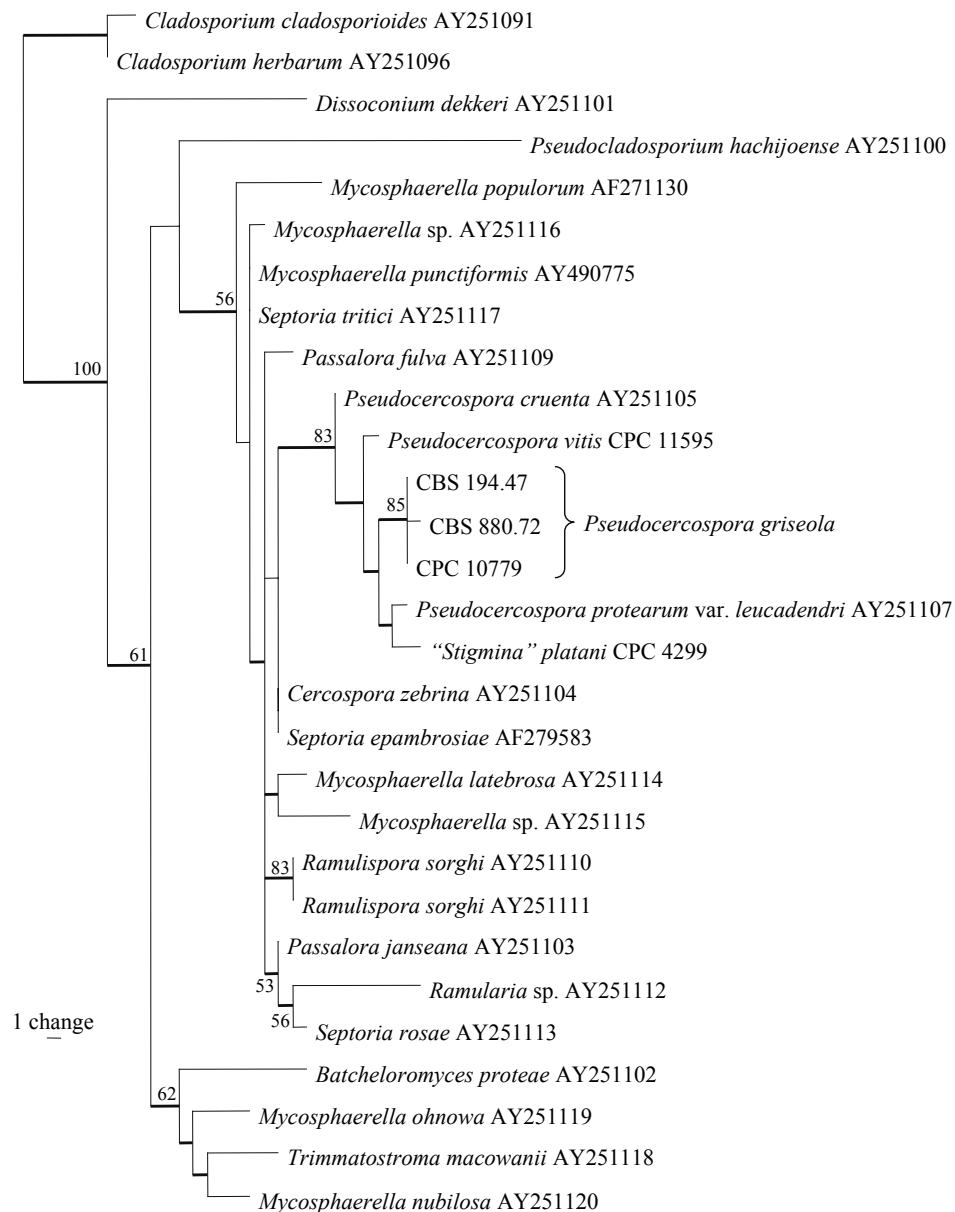 Cladosporium cladosporioides AY251091
Cladosporium herbarum AY251096
Dissoconium dekkeri AY251101
Pseudocladosporium hachijoense AY251100
Mycosphaerella populorum AF271130
Mycosphaerella sp. AY251116
Mycosphaerella punctiformis AY490775
56
Septoria tritici AY251117
Passalora fulva AY251109
100
Pseudocercospora cruenta AY251105
83
Pseudocercospora vitis CPC 11595
CBS 194.47
85
CBS 880.72
Pseudocercospora griseola
CPC 10779
Pseudocercospora protearum var. leucadendri AY251107
“Stigmina” platani CPC 4299
61
Cercospora zebrina AY251104
Septoria epambrosiae AF279583
Mycosphaerella latebrosa AY251114
Mycosphaerella sp. AY251115
83
Ramulispora sorghi AY251110
Ramulispora sorghi AY251111
Passalora janseana AY251103
53
Ramularia sp. AY251112
56
Septoria rosae AY251113
1 change
Batcheloromyces proteae AY251102
62
Mycosphaerella ohnowa AY251119
Trimmatostroma macowanii AY251118
Mycosphaerella nubilosa AY251120